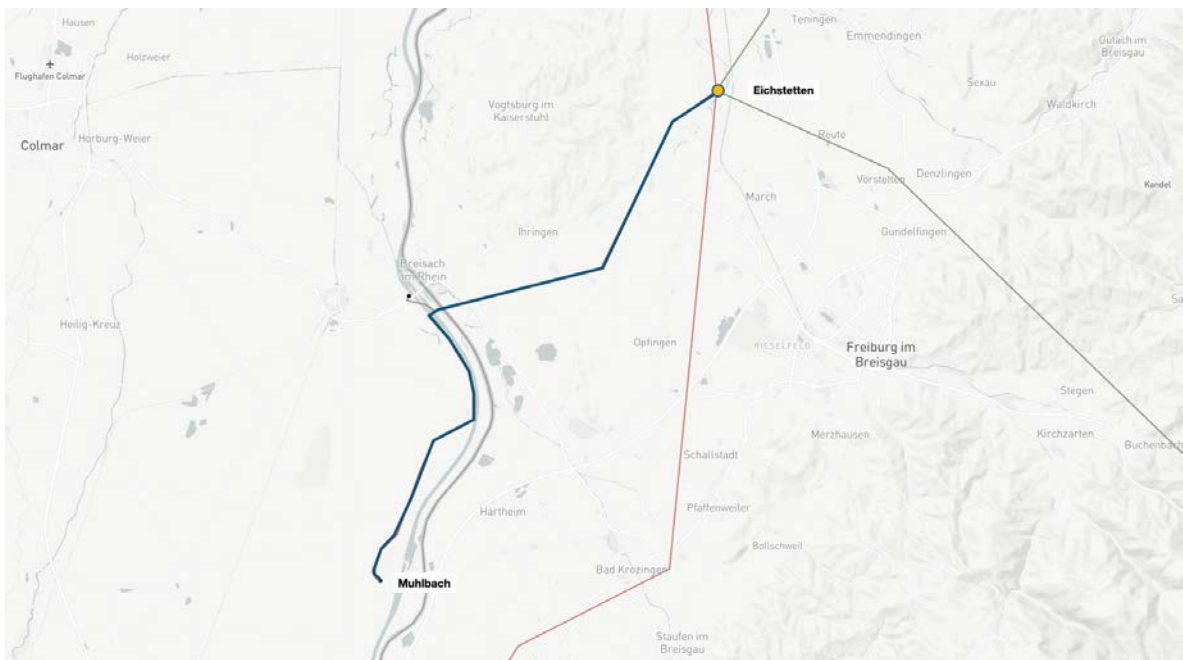 Hausen
Flughafen Colmar
Holzweier
Colmar
Horburg-Weier
Heilig-Kreuz
Vogtsburg im
Kaiserstuhl
Teningen
Emmendingen
Gutach im
Breisgau
Sexau
Waldkirch
Eichstetten
Reute
Vörstetten
Denzlingen
Kandel
March
Gundelfingen
Ihringen
Breisach
am Rhein
Opfingen
RIESELFELD
Freiburg im
Breisgau
Stegen
Kirchzarten
Buchenbach
Merzhausen
Schallstadt
Hartheim
Pfaffenweiler
Bollschweil
Muhlbach
Bad Krozingen
Staufen im
Breisgau